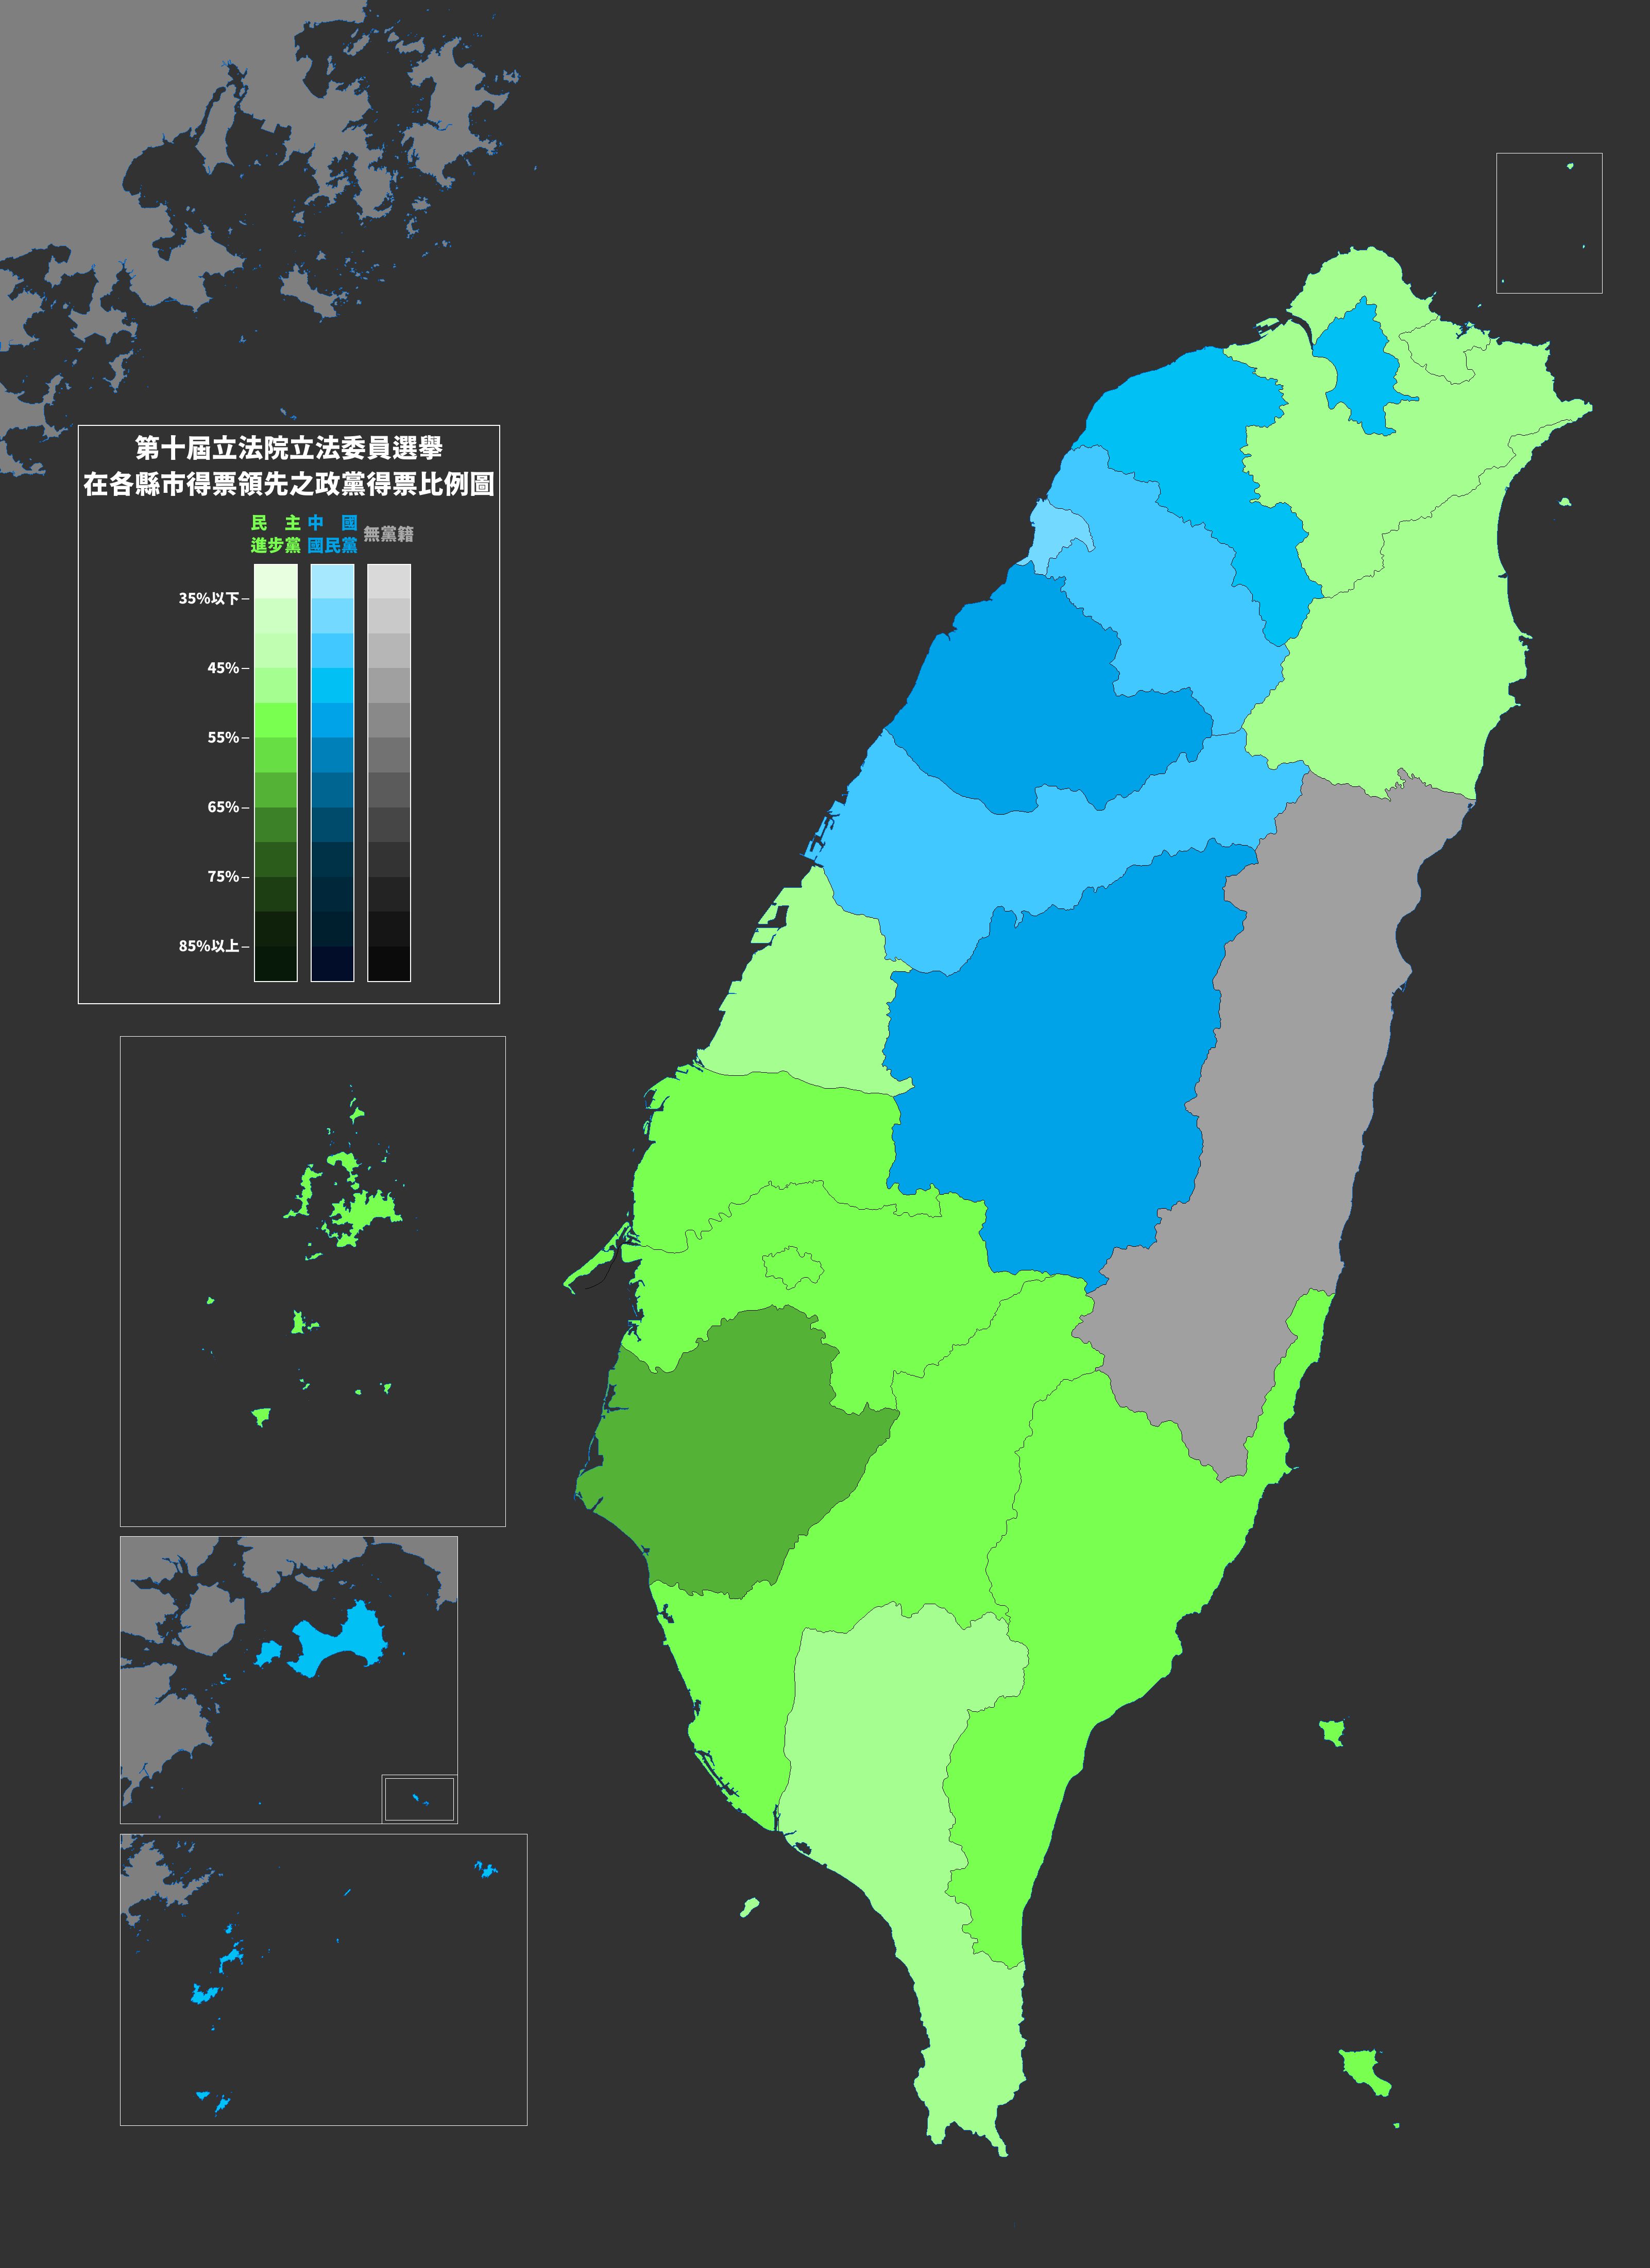 第十屆立法院立法委員選舉
在各縣市得票領先之政黨得票比例圖
民　主 中　國 無黨籍
進步黨 國民黨
35%以下
45%
55%
65%
75%
85%以上